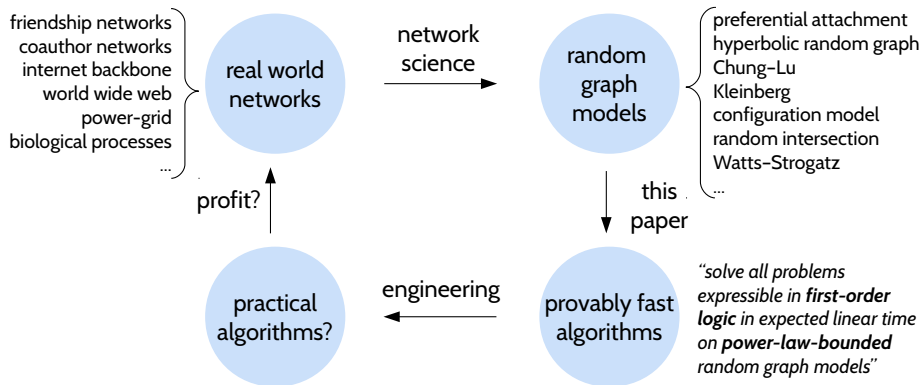 friendship networks
coauthor networks
internet backbone
world wide web
power-grid
biological processes
...
real world
networks
network
science
random
graph
models
preferential attachment
hyperbolic random graph
Chung–Lu
Kleinberg
configuration model
random intersection
Watts–Strogatz
...
profit?
this
paper
practical
algorithms?
engineering
provably fast
algorithms
“solve all problems
expressible in first-order
logic in expected linear time
on power-law-bounded
random graph models”